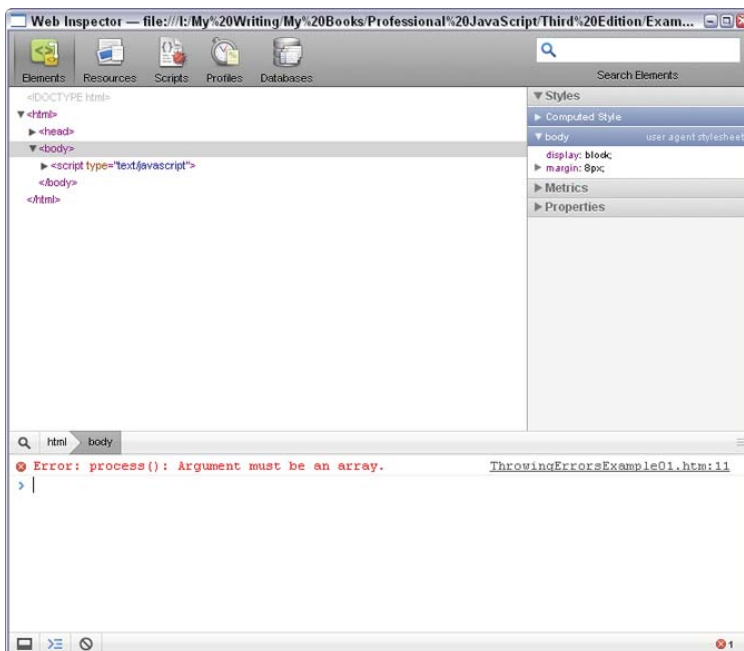 Web Inspector — file:///I:/My%20Writing/My%20Books/Professional%20JavaScript/Third%20Edition/Exam...
Elements Resources Scripts Profiles Databases
Search Elements
<!DOCTYPE html>
▼<html>
▶<head>
▼<body>
▶<script type="text/javascript">
</body>
</html>
▼ Styles
▶ Computed Style
▼ body user agent stylesheet
display: block;
▶ margin: 8px;
▶ Metrics
▶ Properties
html body
Error: process(): Argument must be an array. ThrowingErrorsExample01.htm:11
>
1